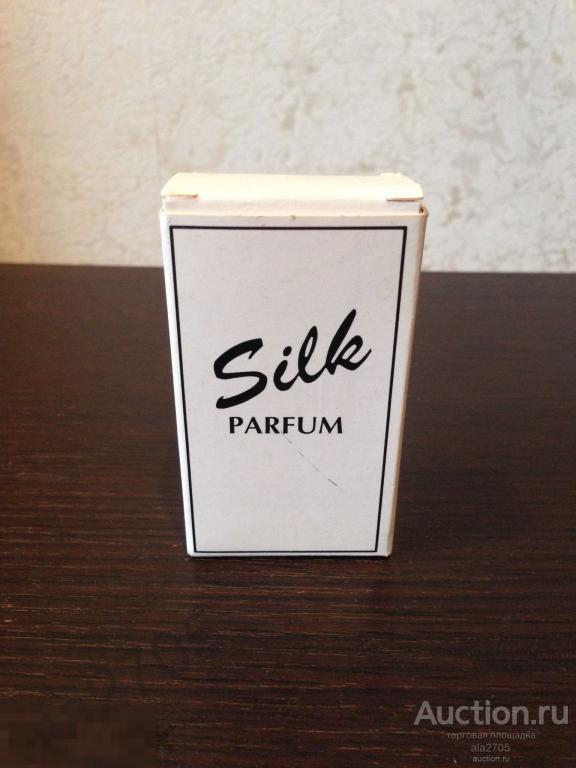 Silk
PARFUM
Auction.ru
торговая площадка
ala2705
auction.ru